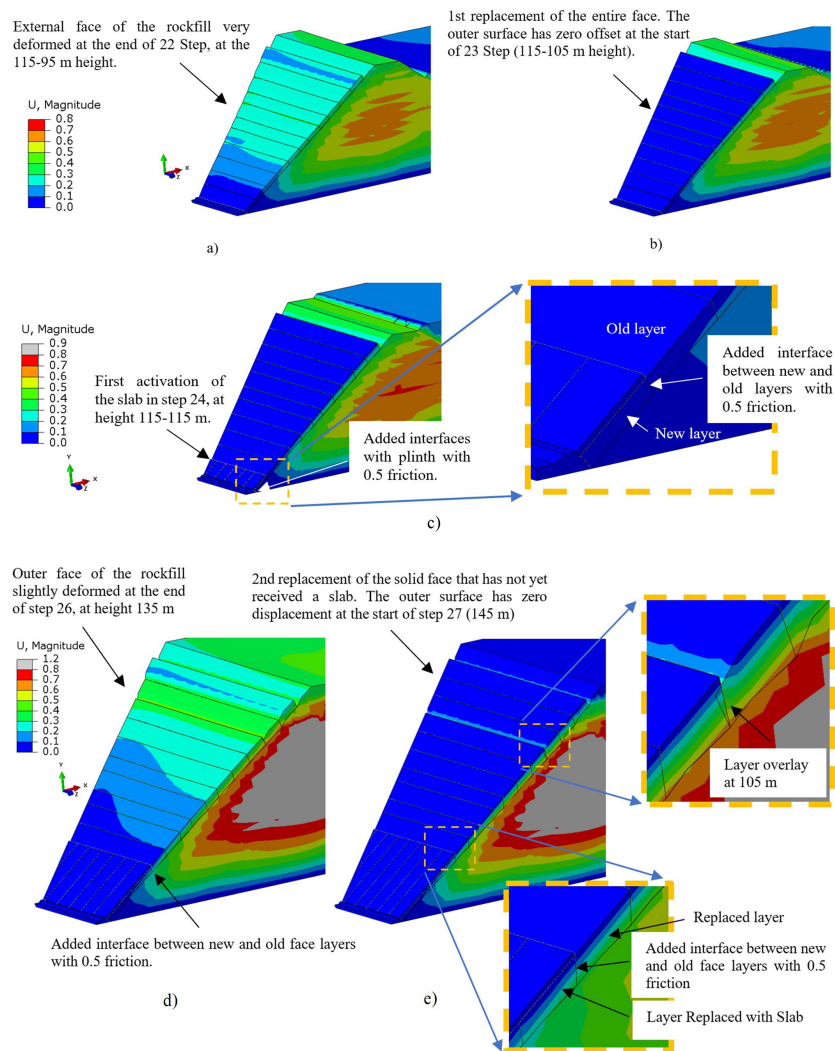 External face of the rockfill very
deformed at the end of 22 Step, at the
115-95 m height.
1st replacement of the entire face. The
outer surface has zero offset at the start
of 23 Step (115-105 m height).
U, Magnitude
0.8
0.7
0.6
0.5
0.4
0.3
0.2
0.1
0.0
Y
X
Z
a)
b)
U, Magnitude
0.9
0.8
0.7
0.6
0.5
0.4
0.3
0.2
0.1
0.0
First activation of
the slab in step 24, at
height 115-115 m.
Y
X
Z
Added interfaces
with plinth with
0.5 friction.
Old layer
Added interface
between new and
old layers with
0.5 friction.
New layer
c)
Outer face of the rockfill
slightly deformed at the end
of step 26, at height 135 m
2nd replacement of the solid face that has not yet
received a slab. The outer surface has zero
displacement at the start of step 27 (145 m)
U, Magnitude
1.2
0.8
0.7
0.6
0.5
0.4
0.3
0.2
0.1
0.0
Y
X
Z
Layer overlay
at 105 m
Added interface between new and old face layers
with 0.5 friction.
Replaced layer
Added interface between new
and old face layers with 0.5
friction
Layer Replaced with Slab
d)
e)